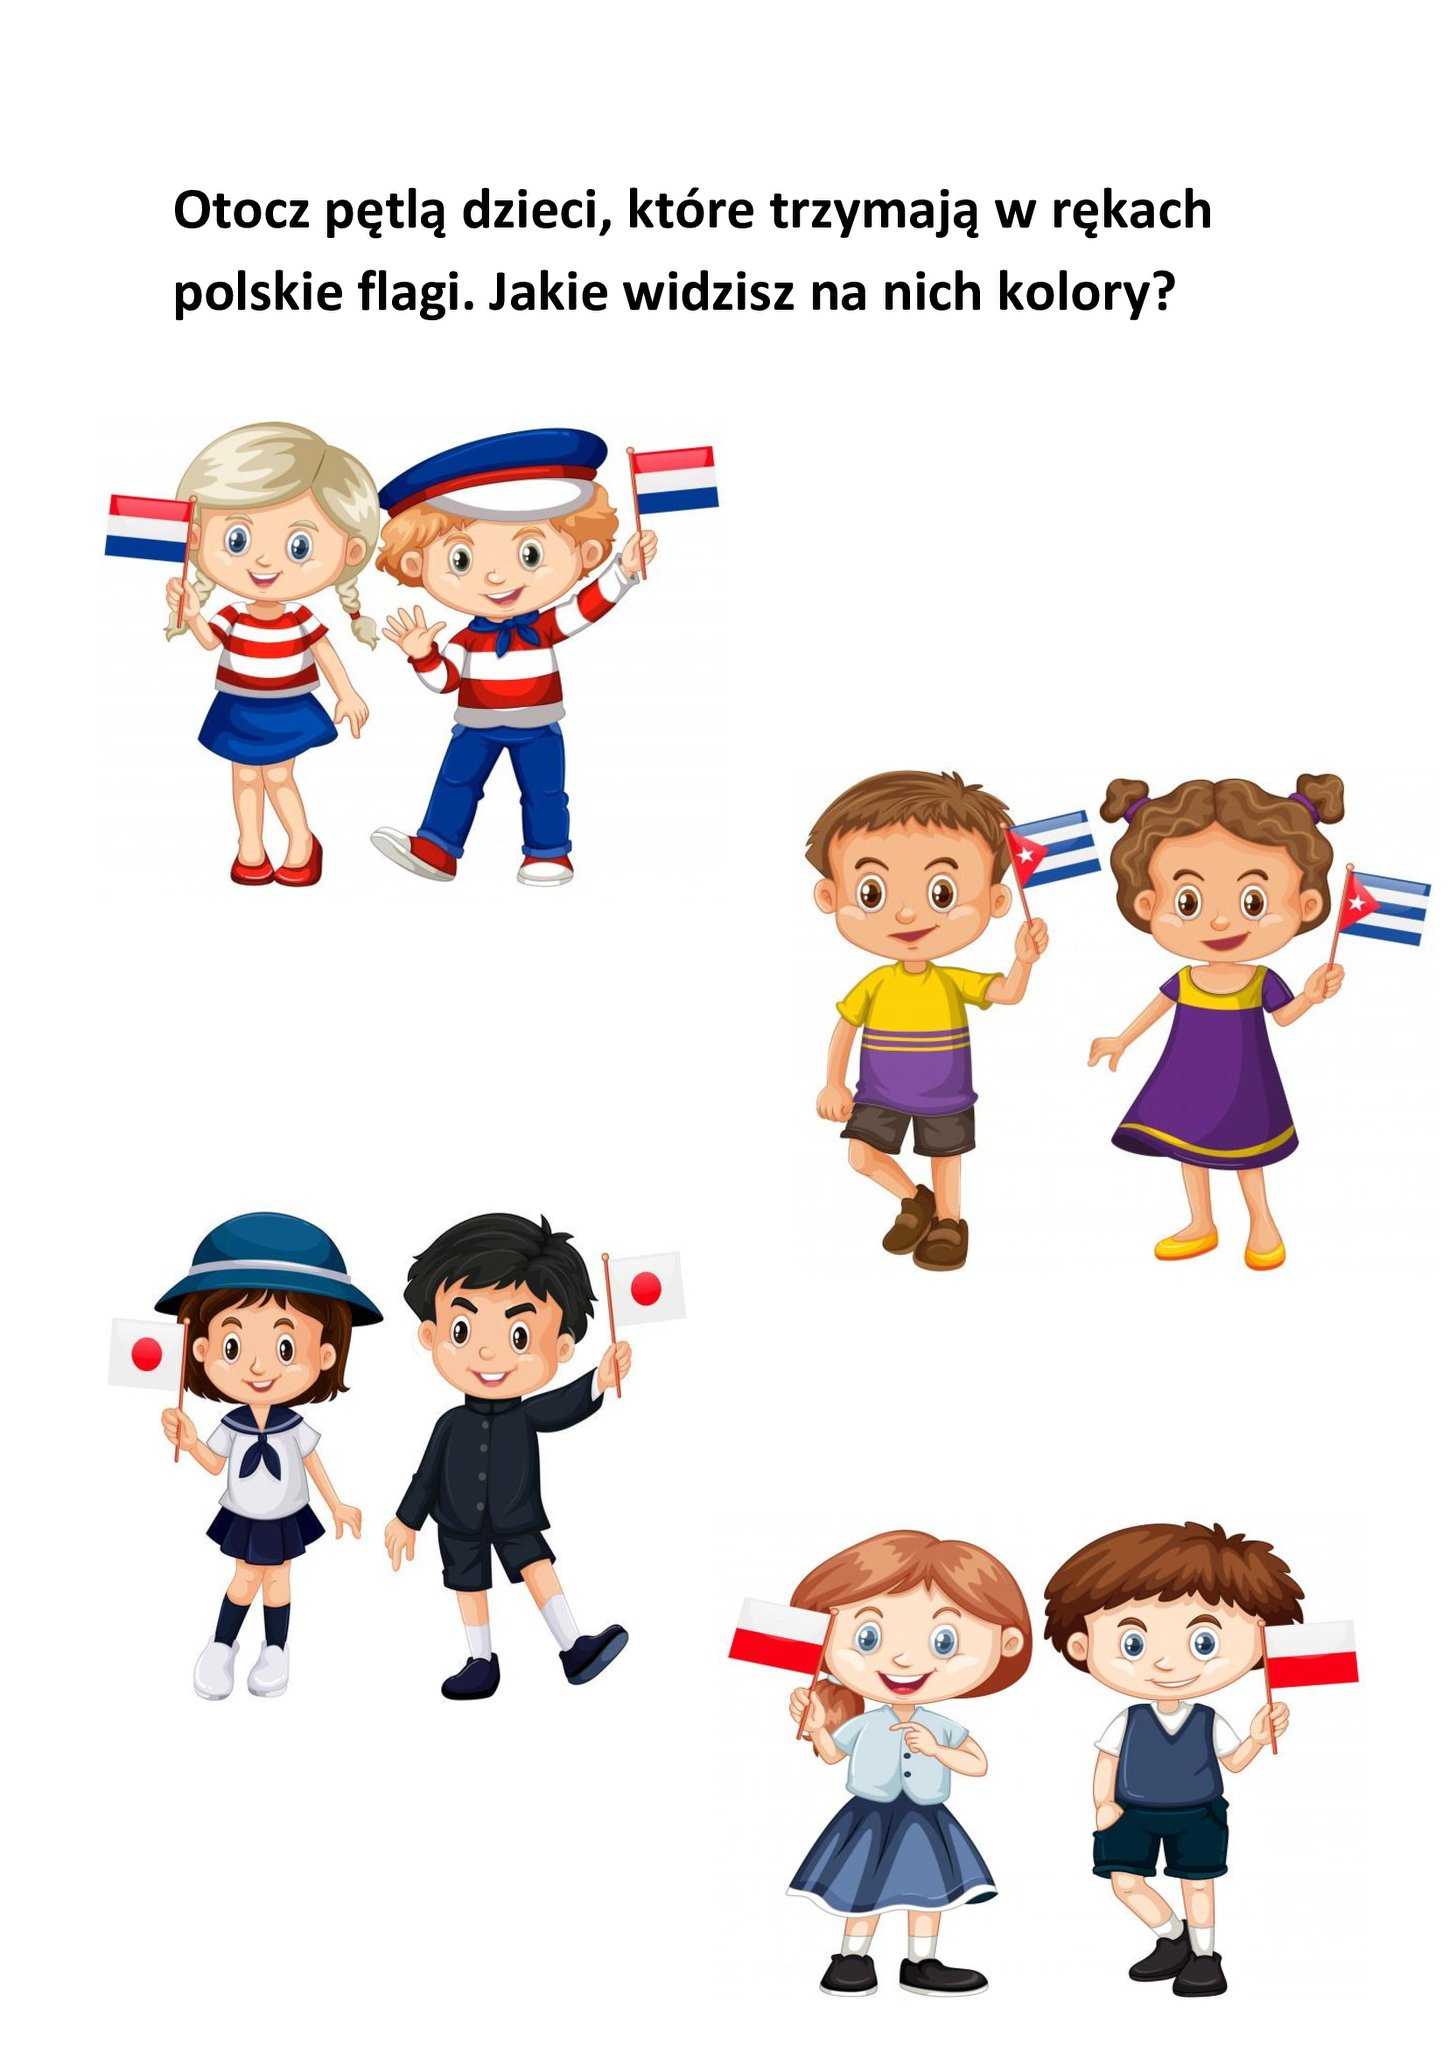 Otocz pętlą dzieci, które trzymają w rękach
polskie flagi. Jakie widzisz na nich kolory?